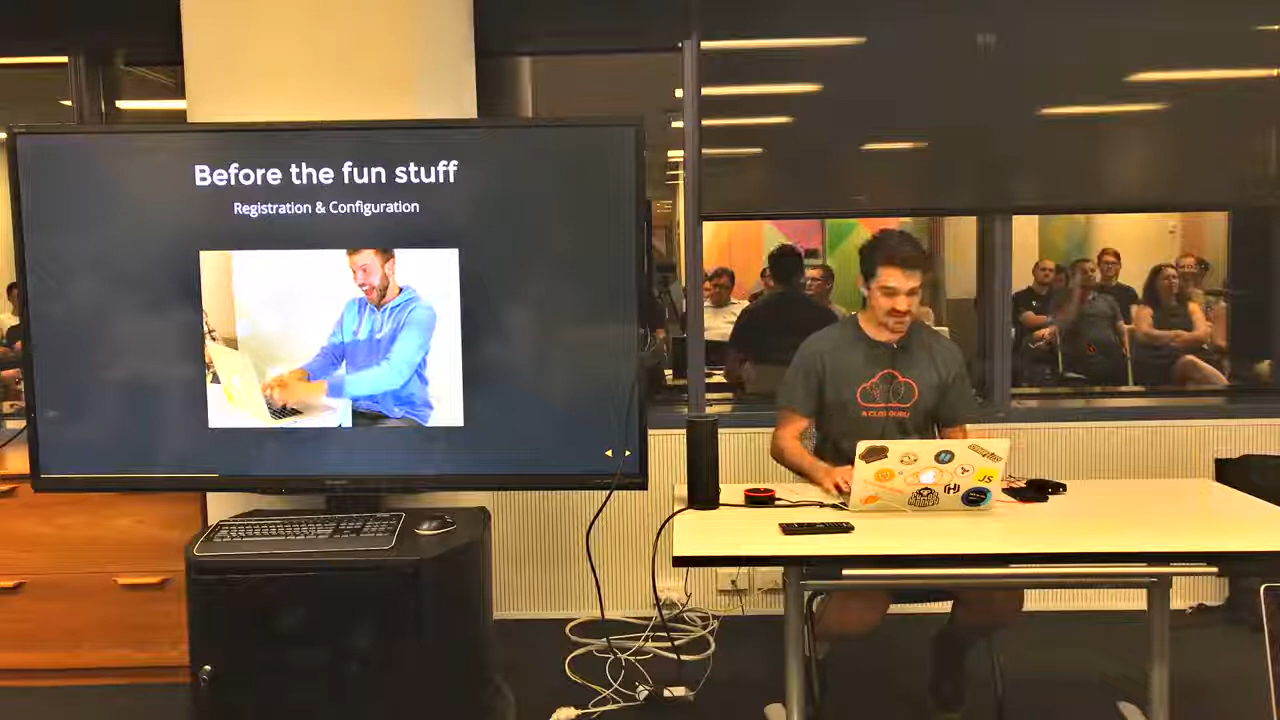 Before the fun stuff
Registration & Configuration
A CLOUD GURU
JS